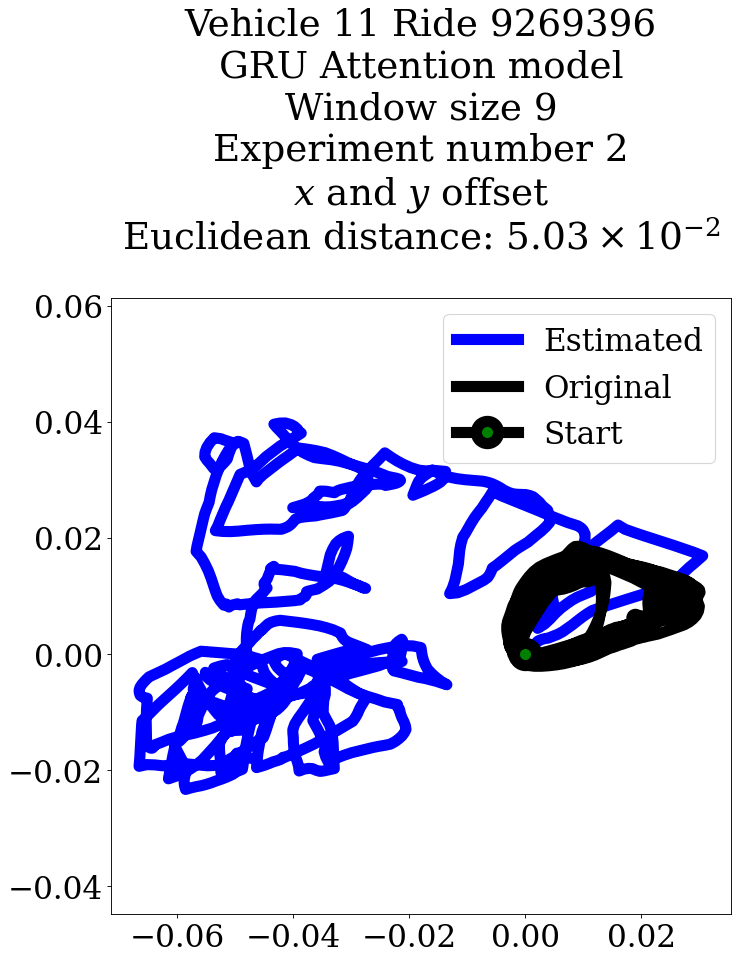 Vehicle 11 Ride 9269396
GRU Attention model
Window size 9
Experiment number 2
x and y offset
Euclidean distance: 5.03 × 10⁻²
Estimated
Original
Start
0.06
0.04
0.02
0.00
−0.02
−0.04
−0.06 −0.04 −0.02 0.00 0.02